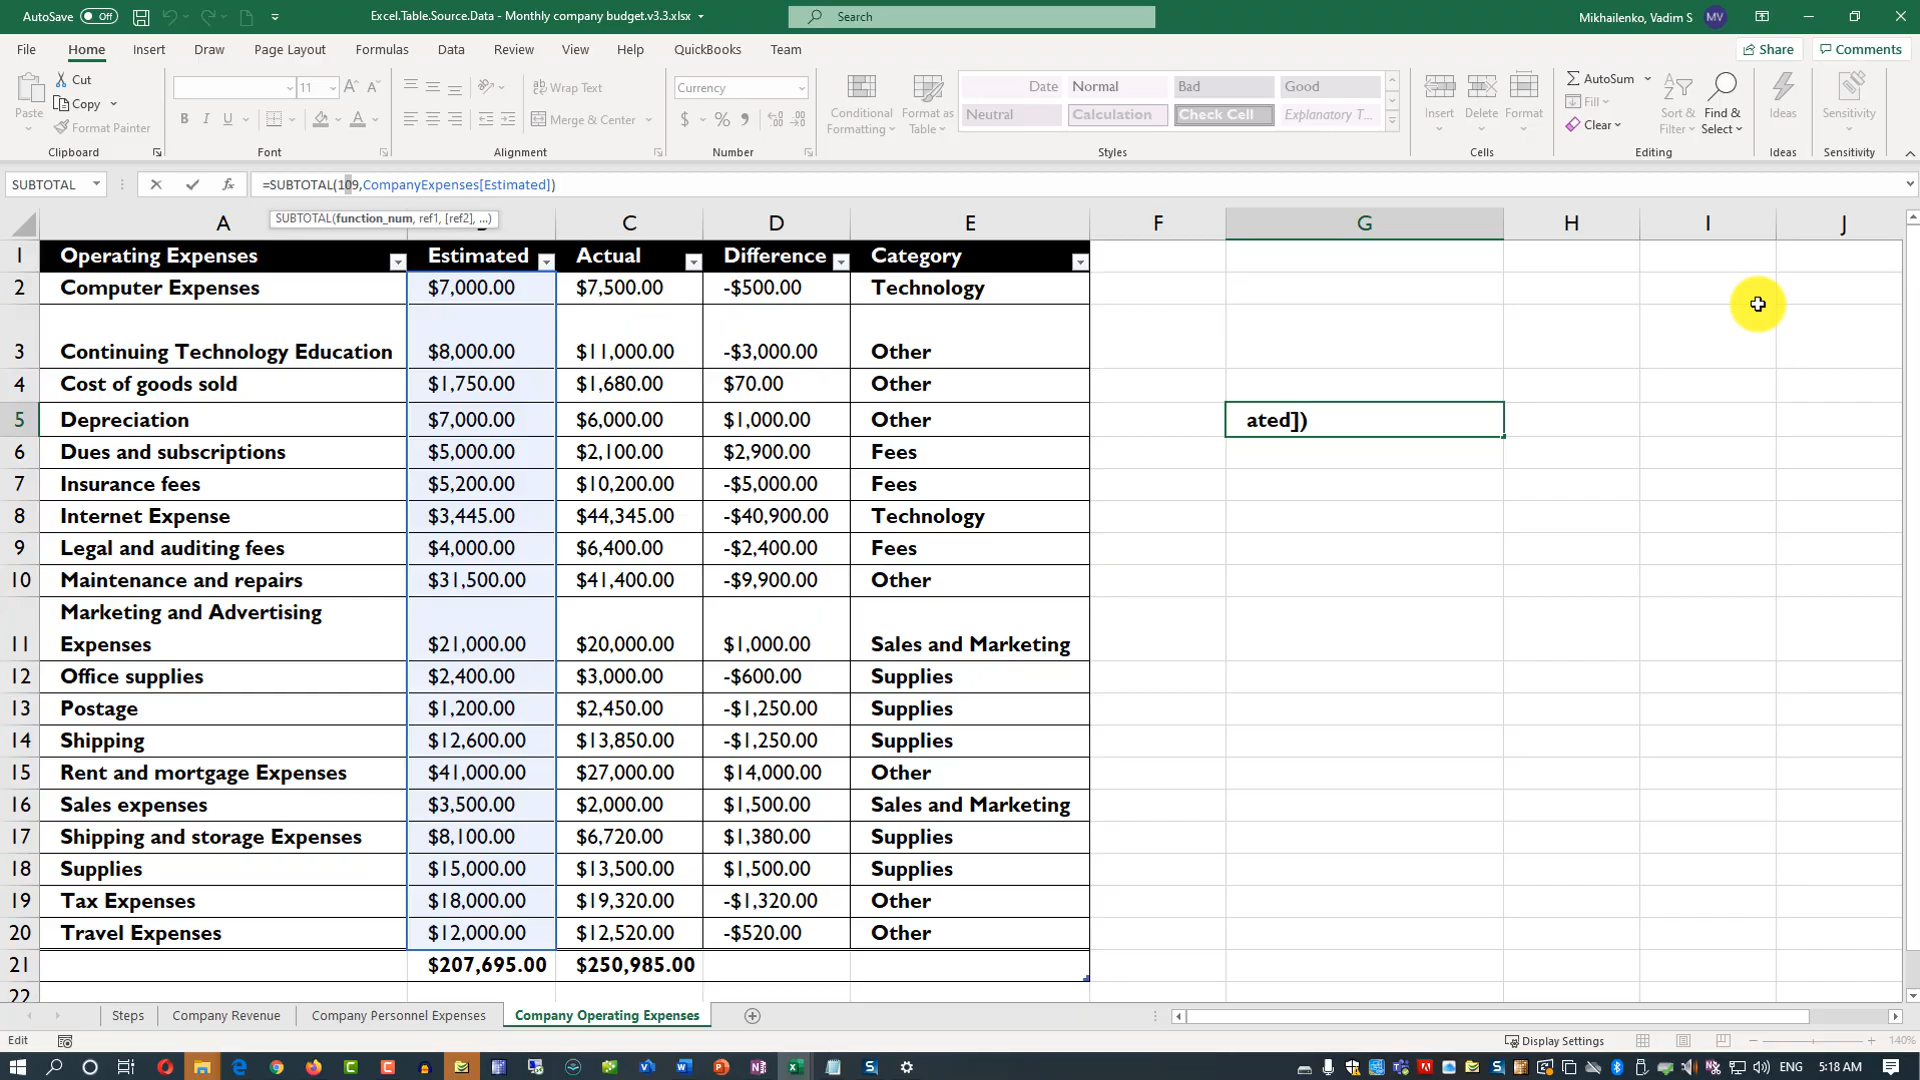 AutoSave Off Excel.Table.Source.Data - Monthly company budget.v3.3.xlsx Search Mikhailenko, Vadim S MV
File Home Insert Draw Page Layout Formulas Data Review View Help QuickBooks Team Share Comments
Paste Cut Copy Format Painter
11 B I U
Wrap Text Merge & Center
Currency $ %
Conditional Formatting Format as Table
Date Normal Bad Good
Neutral Calculation Check Cell Explanatory T...
Insert Delete Format
AutoSum Fill Clear Sort & Filter Find & Select
Ideas Sensitivity
Clipboard Font Alignment Number Styles Cells Editing Ideas Sensitivity
SUBTOTAL fx =SUBTOTAL(109,CompanyExpenses[Estimated])
SUBTOTAL(function_num, ref1, [ref2], ...)
A C D E F G H I J
1 Operating Expenses Estimated Actual Difference Category
2 Computer Expenses $7,000.00 $7,500.00 -$500.00 Technology
3 Continuing Technology Education $8,000.00 $11,000.00 -$3,000.00 Other
4 Cost of goods sold $1,750.00 $1,680.00 $70.00 Other
5 Depreciation $7,000.00 $6,000.00 $1,000.00 Other ated])
6 Dues and subscriptions $5,000.00 $2,100.00 $2,900.00 Fees
7 Insurance fees $5,200.00 $10,200.00 -$5,000.00 Fees
8 Internet Expense $3,445.00 $44,345.00 -$40,900.00 Technology
9 Legal and auditing fees $4,000.00 $6,400.00 -$2,400.00 Fees
10 Maintenance and repairs $31,500.00 $41,400.00 -$9,900.00 Other
Marketing and Advertising
11 Expenses $21,000.00 $20,000.00 $1,000.00 Sales and Marketing
12 Office supplies $2,400.00 $3,000.00 -$600.00 Supplies
13 Postage $1,200.00 $2,450.00 -$1,250.00 Supplies
14 Shipping $12,600.00 $13,850.00 -$1,250.00 Supplies
15 Rent and mortgage Expenses $41,000.00 $27,000.00 $14,000.00 Other
16 Sales expenses $3,500.00 $2,000.00 $1,500.00 Sales and Marketing
17 Shipping and storage Expenses $8,100.00 $6,720.00 $1,380.00 Supplies
18 Supplies $15,000.00 $13,500.00 $1,500.00 Supplies
19 Tax Expenses $18,000.00 $19,320.00 -$1,320.00 Other
20 Travel Expenses $12,000.00 $12,520.00 -$520.00 Other
21 $207,695.00 $250,985.00
22
Steps Company Revenue Company Personnel Expenses Company Operating Expenses
Edit Display Settings 140%
ENG 5:18 AM